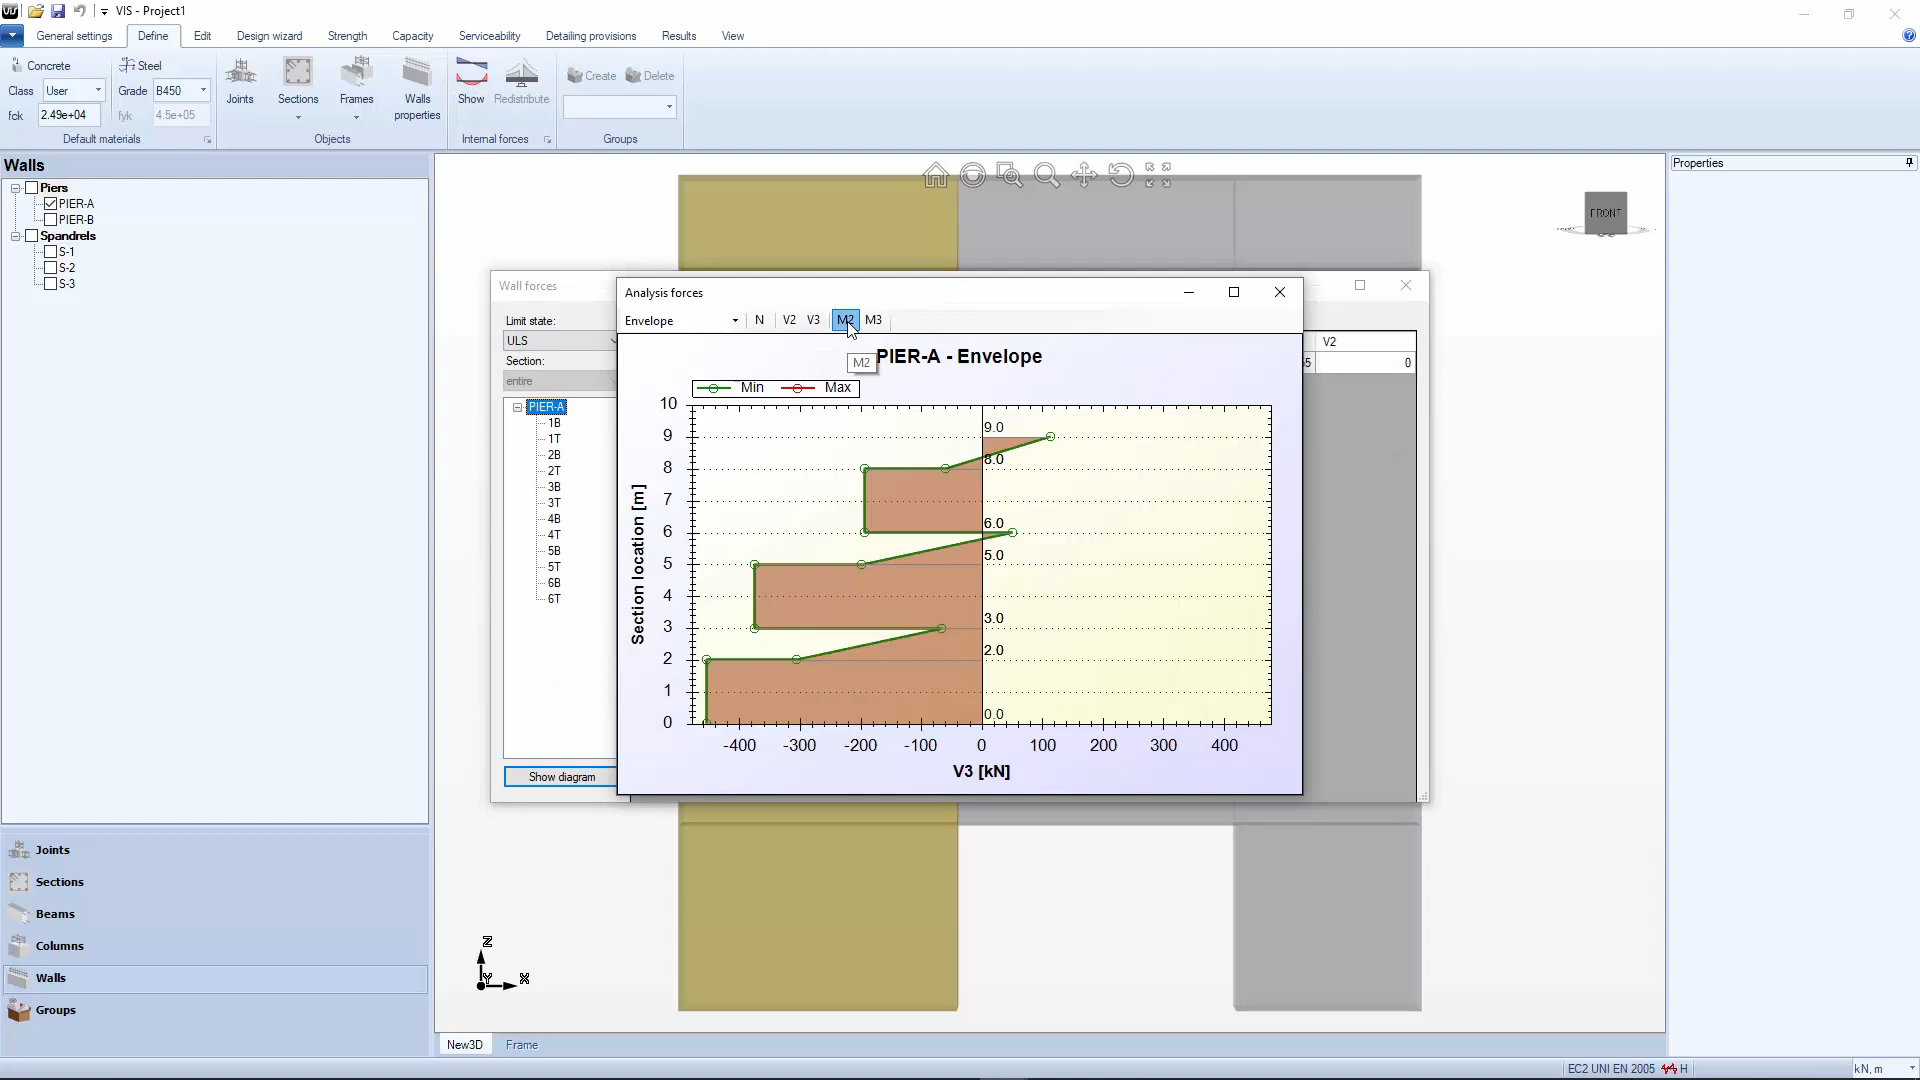 VIS VIS - Project1
General settings Define Edit Design wizard Strength Capacity Serviceability Detailing provisions Results View
Concrete Steel
Class User Grade B450
fck 2.49e+04 fyk 4.5e+05
Default materials
Joints Sections Frames Walls properties
Objects
Show Redistribute
Internal forces
Create Delete
Groups
Walls
Piers
PIER-A
PIER-B
Spandrels
S-1
S-2
S-3
Joints
Sections
Beams
Columns
Walls
Groups
Properties
FRONT
Wall forces
Limit state:
ULS
Section:
entire
PIER-A
1B
1T
2B
2T
3B
3T
4B
4T
5B
5T
6B
6T
Show diagram
V2
0
Analysis forces
Envelope N V2 V3 M2 M3
M2
PIER-A - Envelope
Min Max
10
9
8
7
6
5
4
3
2
1
0
Section location [m]
9.0
8.0
6.0
5.0
3.0
2.0
0.0
-400 -300 -200 -100 0 100 200 300 400
V3 [kN]
Z
Y X
New3D Frame
EC2 UNI EN 2005 H kN, m